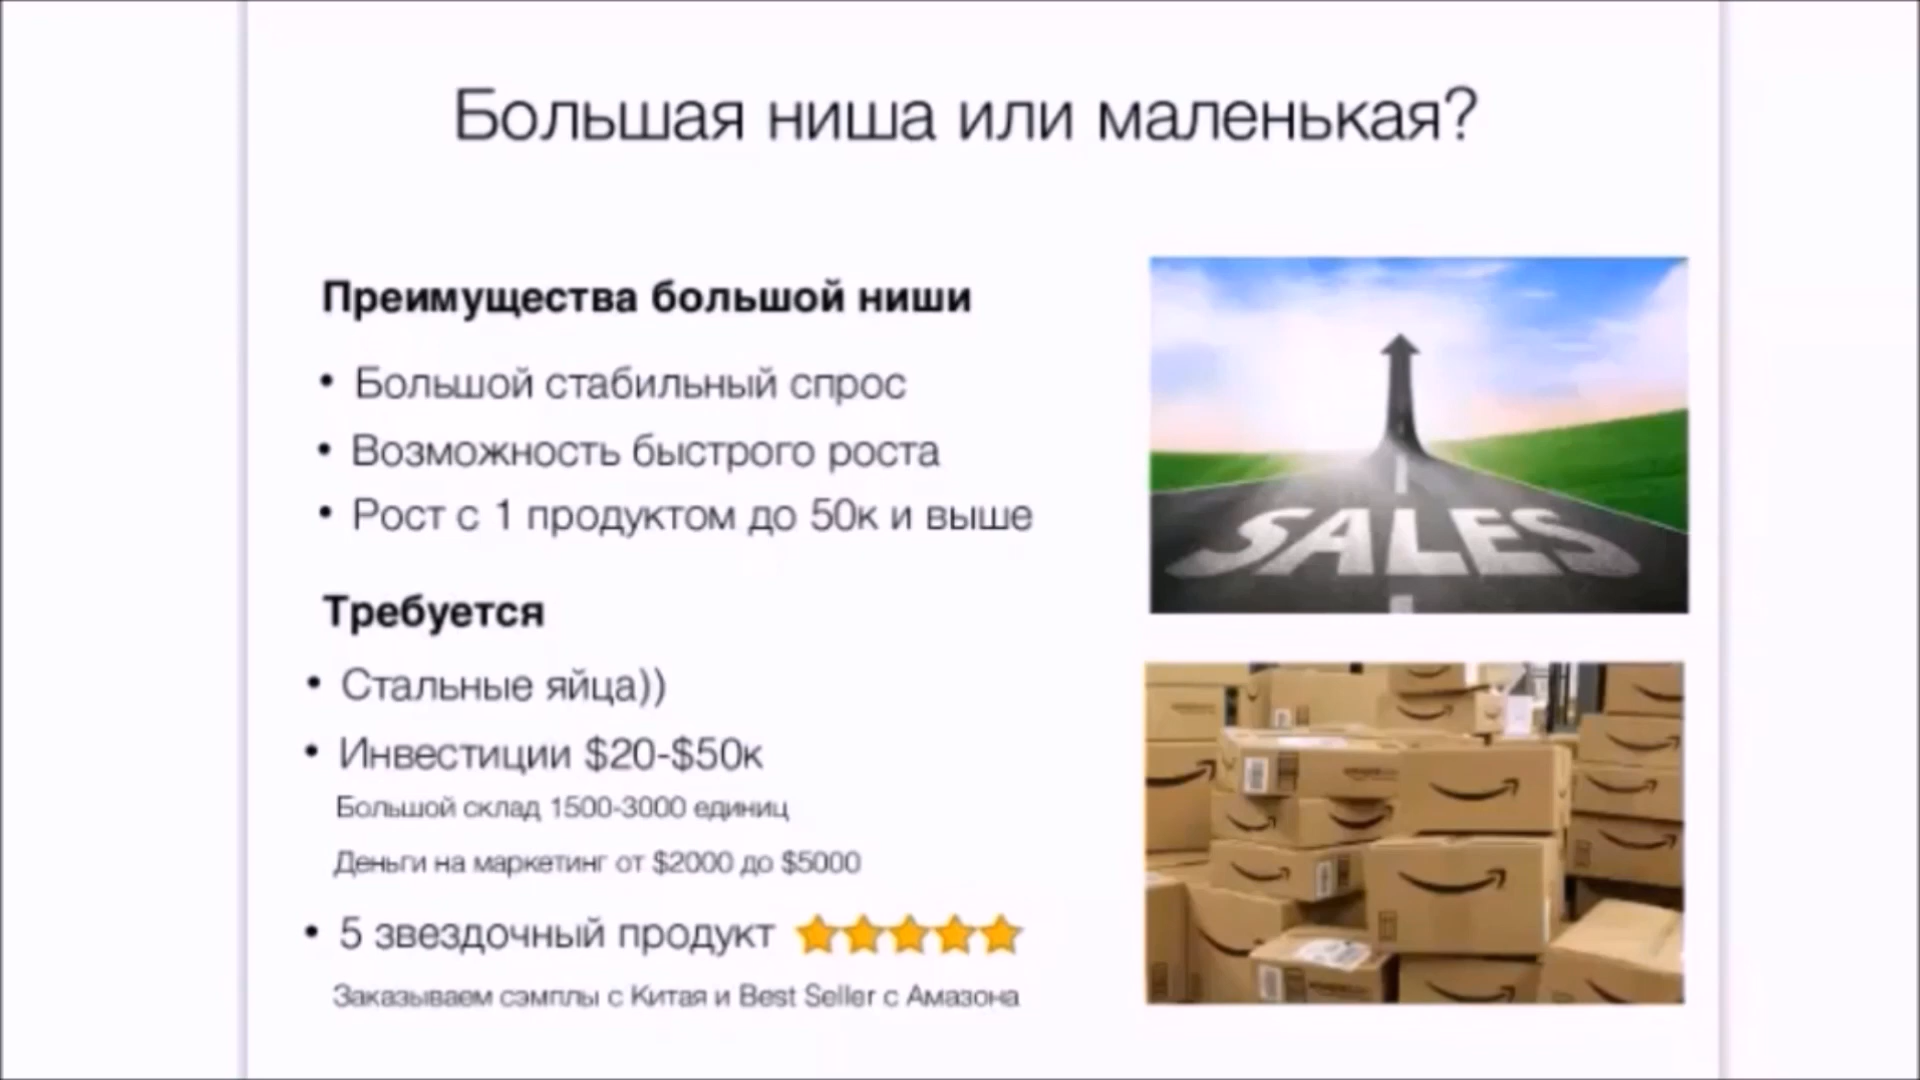 Большая ниша или маленькая?
Преимущества большой ниши
• Большой стабильный спрос
• Возможность быстрого роста
• Рост с 1 продуктом до 50к и выше
SALES
Требуется
• Стальные яйца))
• Инвестиции $20-$50к
Большой склад 1500-3000 единиц
Деньги на маркетинг от $2000 до $5000
• 5 звездочный продукт
Заказываем сэмплы с Китая и Best Seller с Амазона